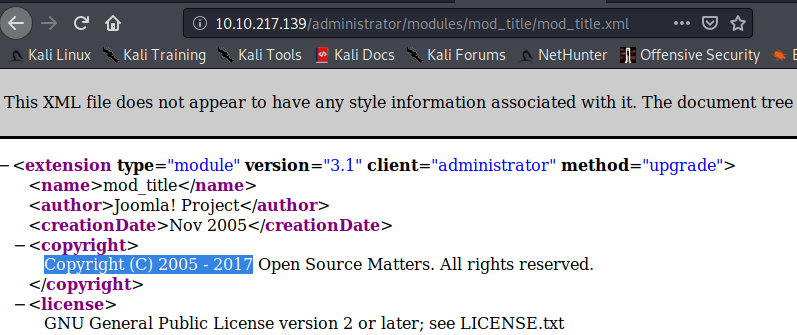 10.10.217.139/administrator/modules/mod_title/mod_title.xml
Kali Linux Kali Training Kali Tools Kali Docs Kali Forums NetHunter Offensive Security
This XML file does not appear to have any style information associated with it. The document tree
−<extension type="module" version="3.1" client="administrator" method="upgrade">
<name>mod_title</name>
<author>Joomla! Project</author>
<creationDate>Nov 2005</creationDate>
−<copyright>
Copyright (C) 2005 - 2017 Open Source Matters. All rights reserved.
</copyright>
−<license>
GNU General Public License version 2 or later; see LICENSE.txt